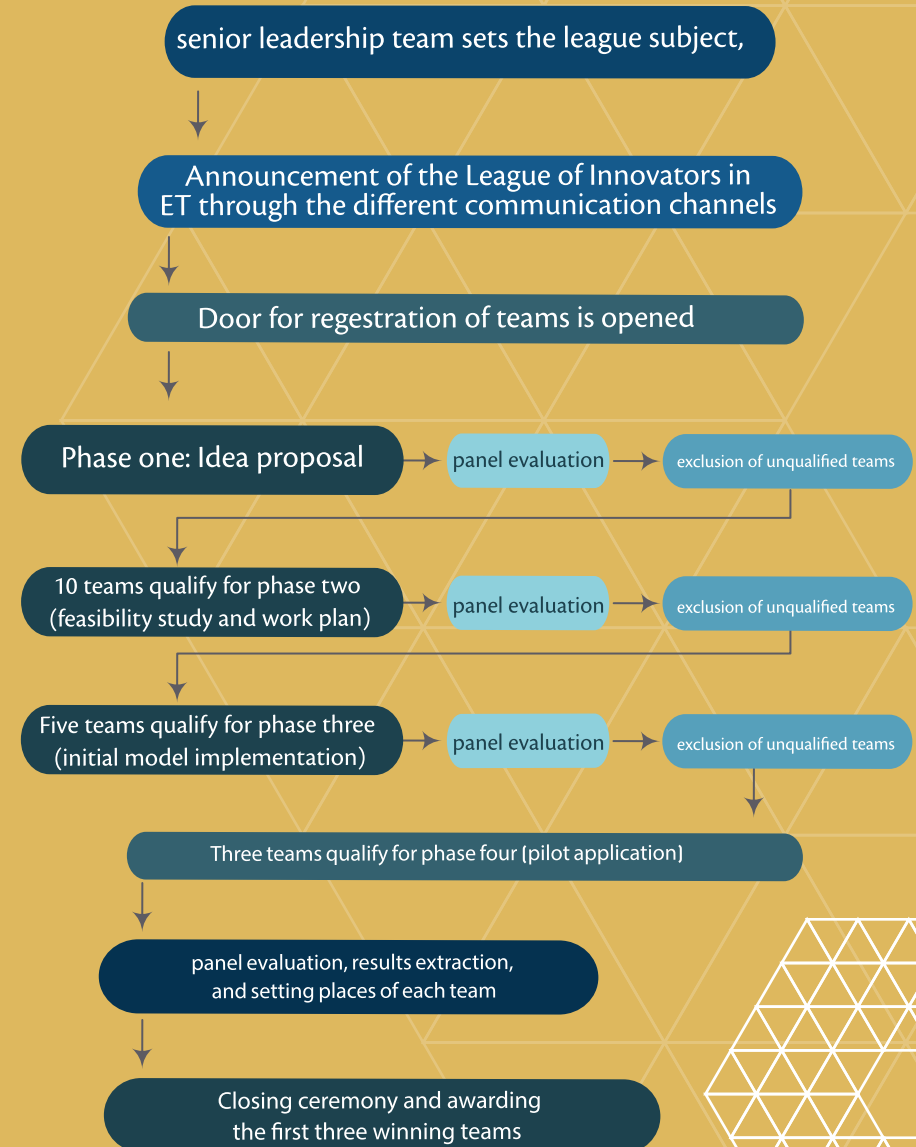 senior leadership team sets the league subject,
Announcement of the League of Innovators in
ET through the different communication channels
Door for regestration of teams is opened
Phase one: Idea proposal
panel evaluation
exclusion of unqualified teams
10 teams qualify for phase two
(feasibility study and work plan)
panel evaluation
exclusion of unqualified teams
Five teams qualify for phase three
(initial model implementation)
panel evaluation
exclusion of unqualified teams
Three teams qualify for phase four (pilot application)
panel evaluation, results extraction,
and setting places of each team
Closing ceremony and awarding
the first three winning teams